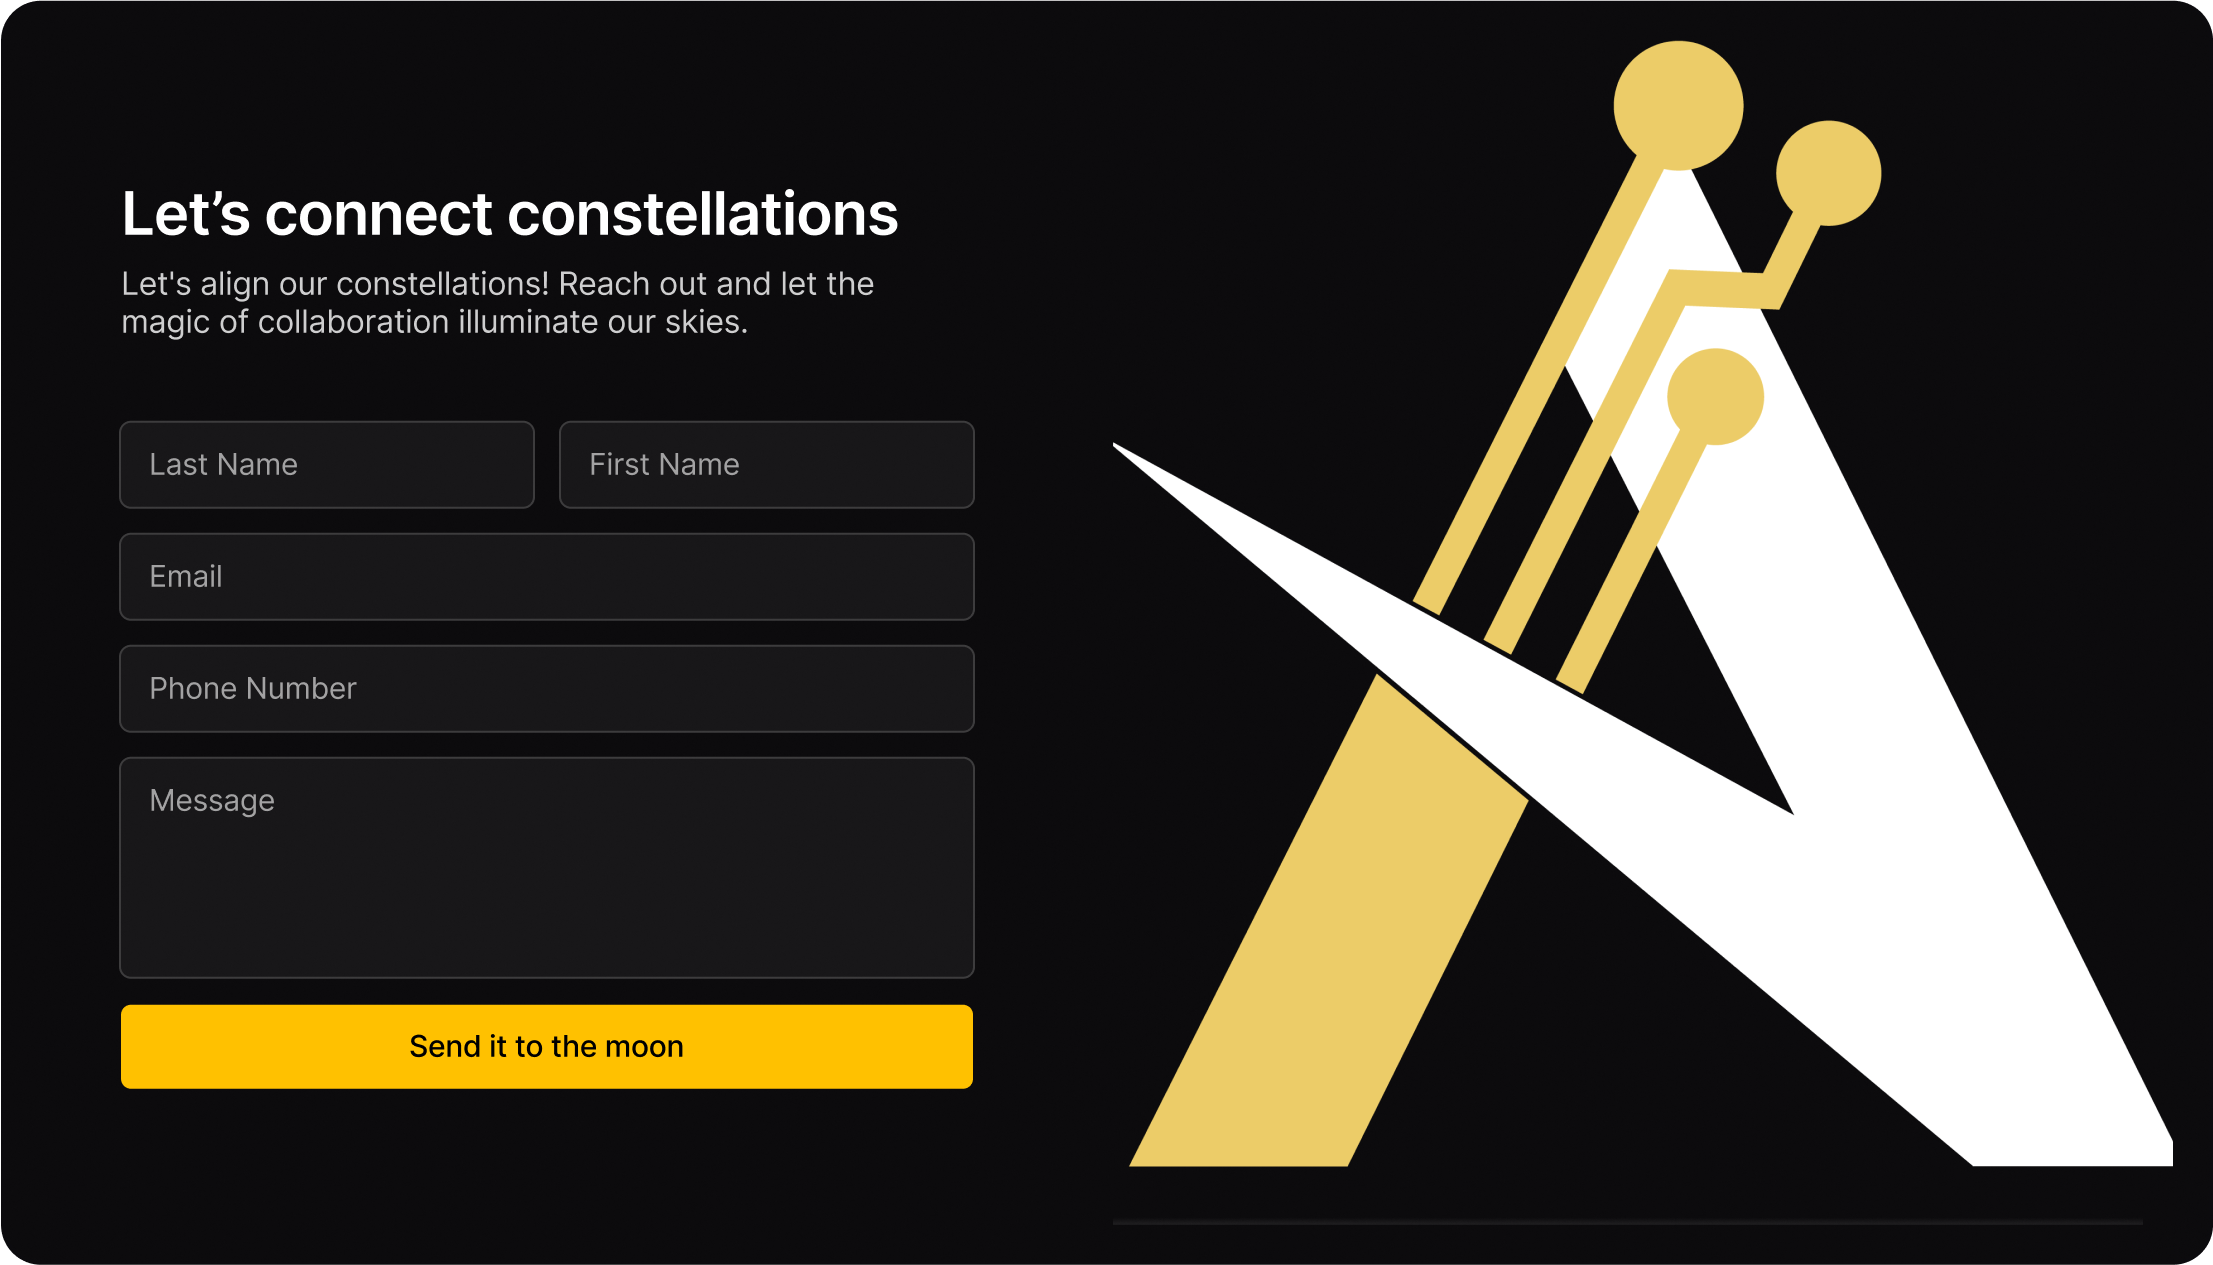 Let’s connect constellations
Let's align our constellations! Reach out and let the
magic of collaboration illuminate our skies.
Last Name
First Name
Email
Phone Number
Message
Send it to the moon